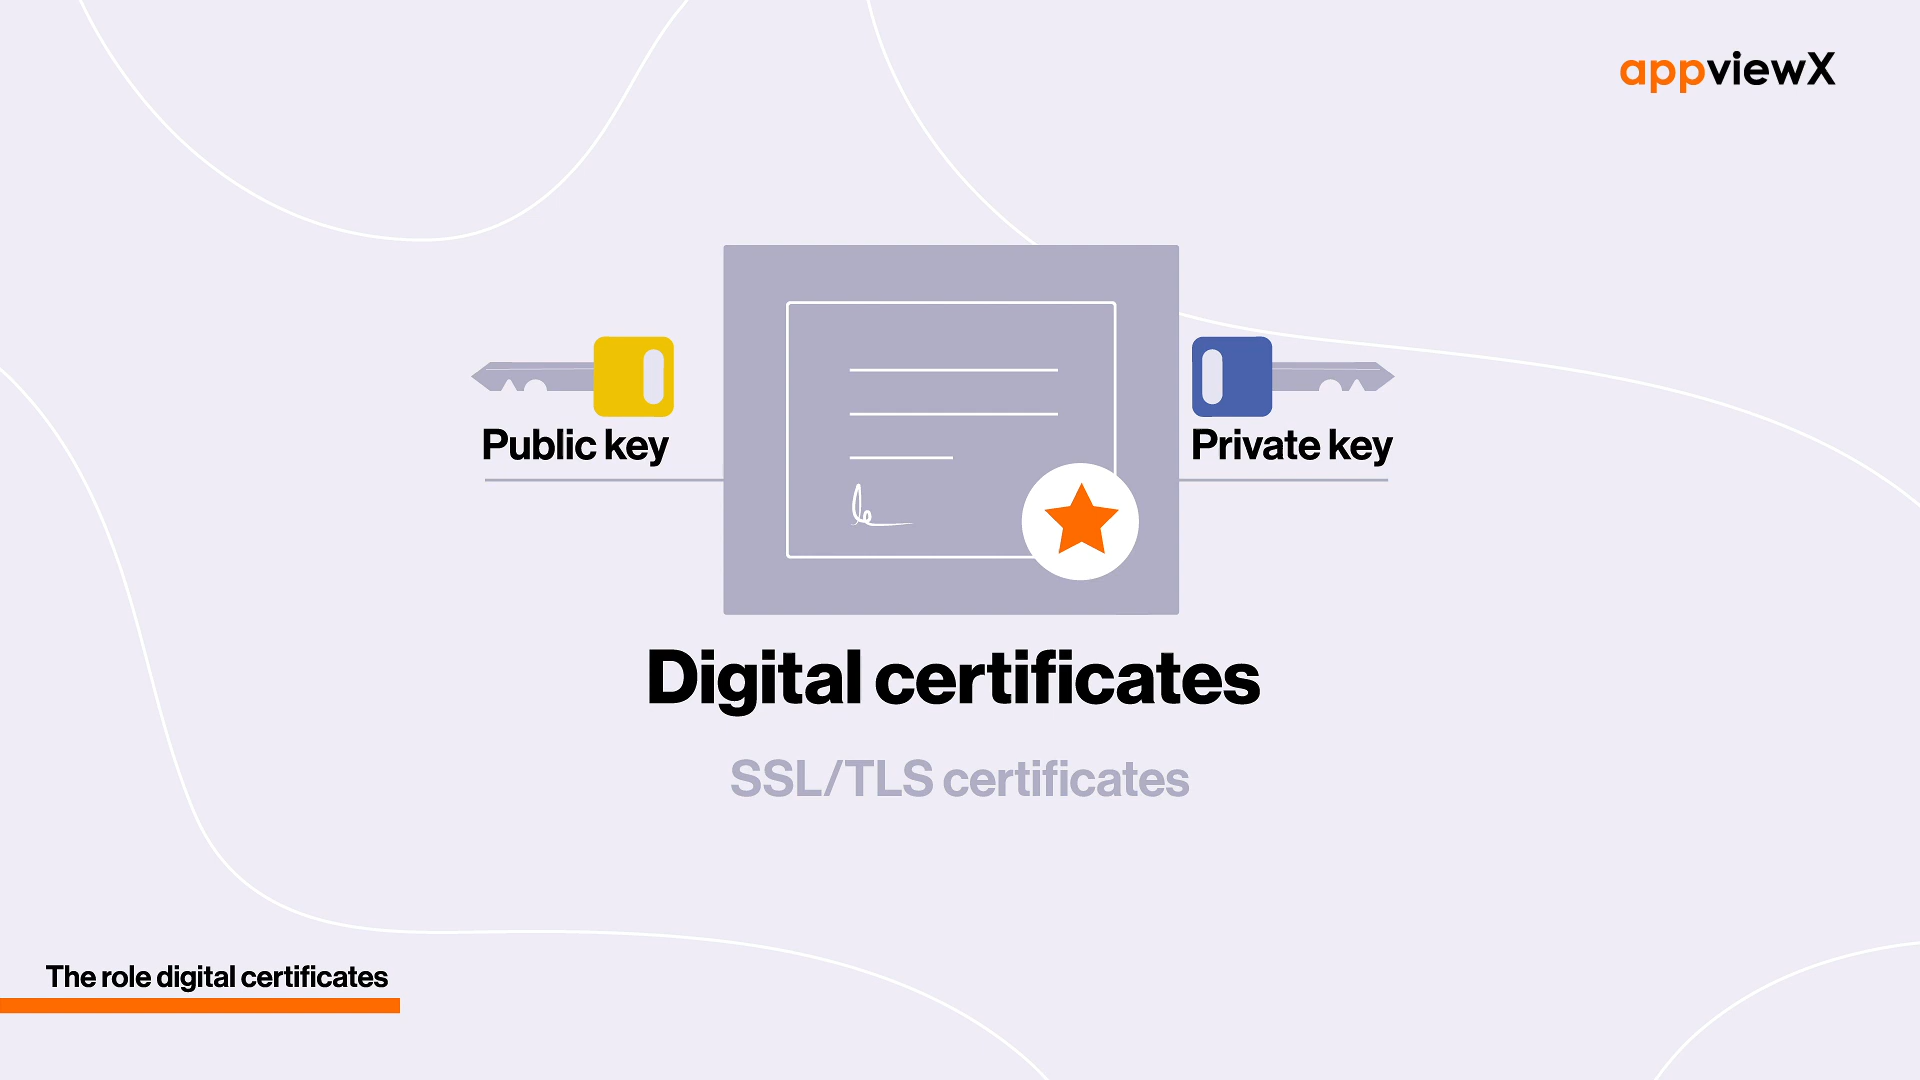 appviewX
Public key
Private key
Digital certificates
SSL/TLS certificates
The role digital certificates